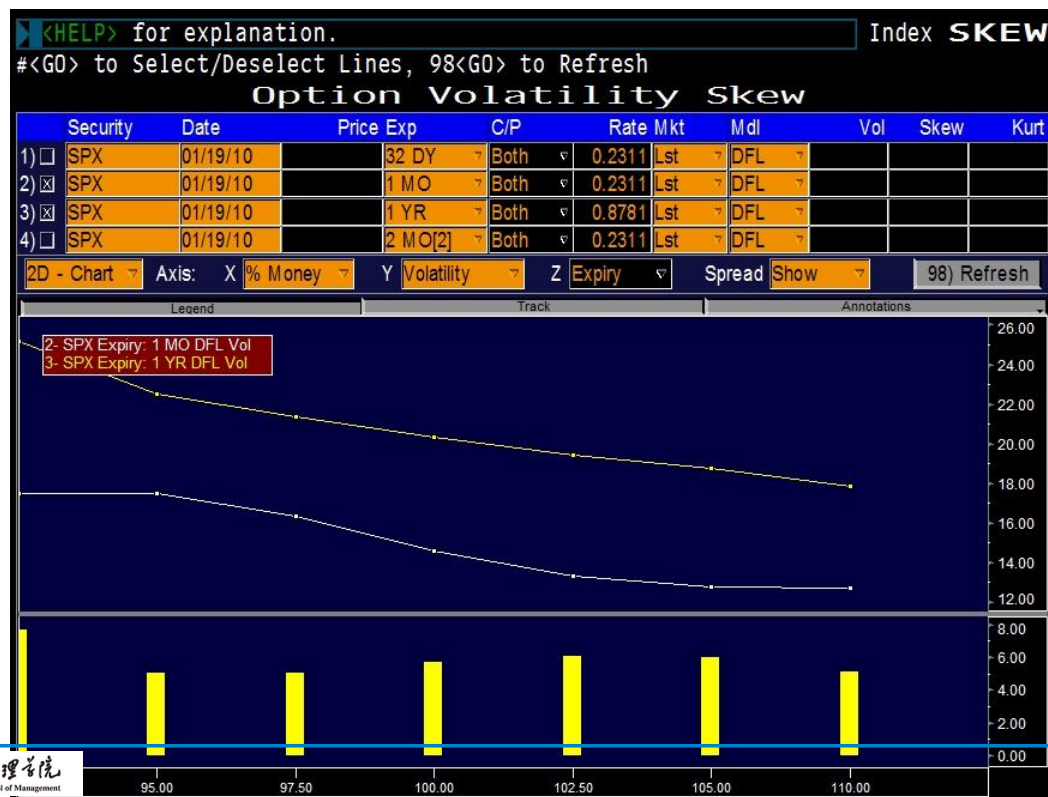 <HELP> for explanation. Index SKEW
#<GO> to Select/Deselect Lines, 98<GO> to Refresh
Option Volatility Skew
Security Date Price Exp C/P Rate Mkt Mdl Vol Skew Kurt
1) SPX 01/19/10 32 DY Both 0.2311 Lst DFL
2) SPX 01/19/10 1 MO Both 0.2311 Lst DFL
3) SPX 01/19/10 1 YR Both 0.8781 Lst DFL
4) SPX 01/19/10 2 MO[2] Both 0.2311 Lst DFL
2D - Chart Axis: X % Money Y Volatility Z Expiry Spread Show 98) Refresh
Legend Track Annotations
2- SPX Expiry: 1 MO DFL Vol
3- SPX Expiry: 1 YR DFL Vol
26.00
24.00
22.00
20.00
18.00
16.00
14.00
12.00
8.00
6.00
4.00
2.00
0.00
理学院
of Management
95.00 97.50 100.00 102.50 105.00 110.00